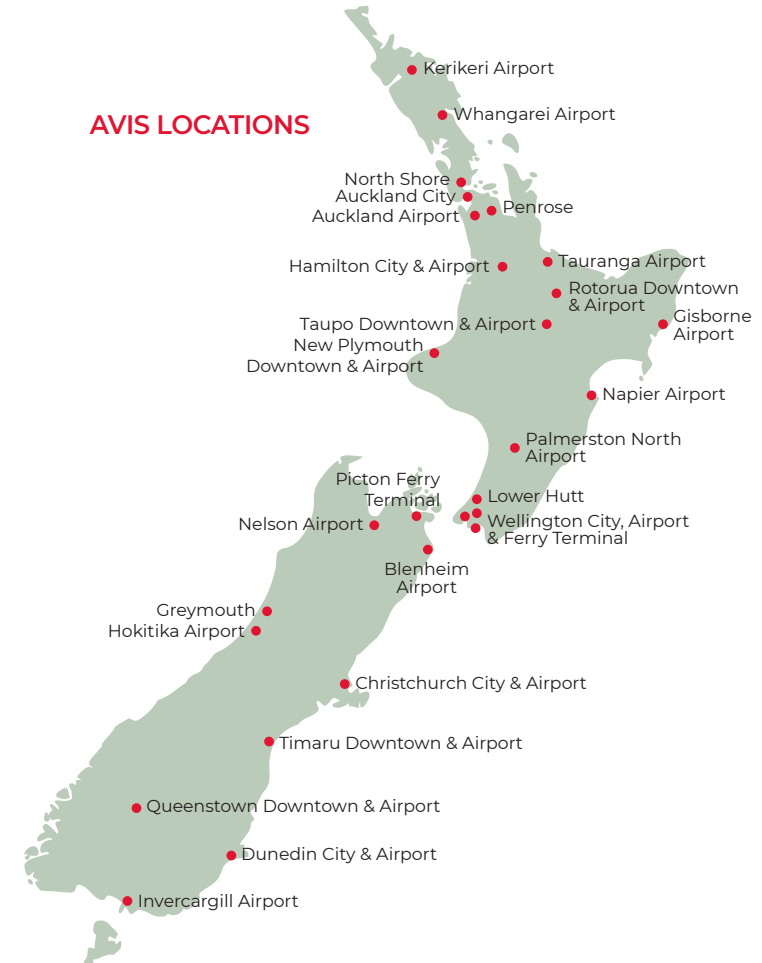 Kerikeri Airport
Whangarei Airport
AVIS LOCATIONS
North Shore
Auckland City
Auckland Airport
Penrose
Hamilton City & Airport
Tauranga Airport
Rotorua Downtown
& Airport
Gisborne
Airport
Taupo Downtown & Airport
New Plymouth
Downtown & Airport
Napier Airport
Palmerston North
Airport
Picton Ferry
Terminal
Lower Hutt
Nelson Airport
Wellington City, Airport
& Ferry Terminal
Blenheim
Airport
Greymouth
Hokitika Airport
Christchurch City & Airport
Timaru Downtown & Airport
Queenstown Downtown & Airport
Dunedin City & Airport
Invercargill Airport